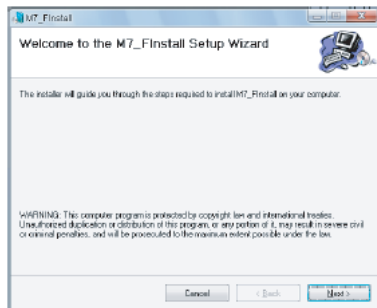 M7_FInstall
Welcome to the M7_FInstall Setup Wizard
The installer will guide you through the steps required to install M7_FInstall on your computer.
WARNING: This computer program is protected by copyright law and international treaties.
Unauthorized duplication or distribution of this program, or any portion of it, may result in severe civil
or criminal penalties, and will be prosecuted to the maximum extent possible under the law.
Cancel
< Back
Next >